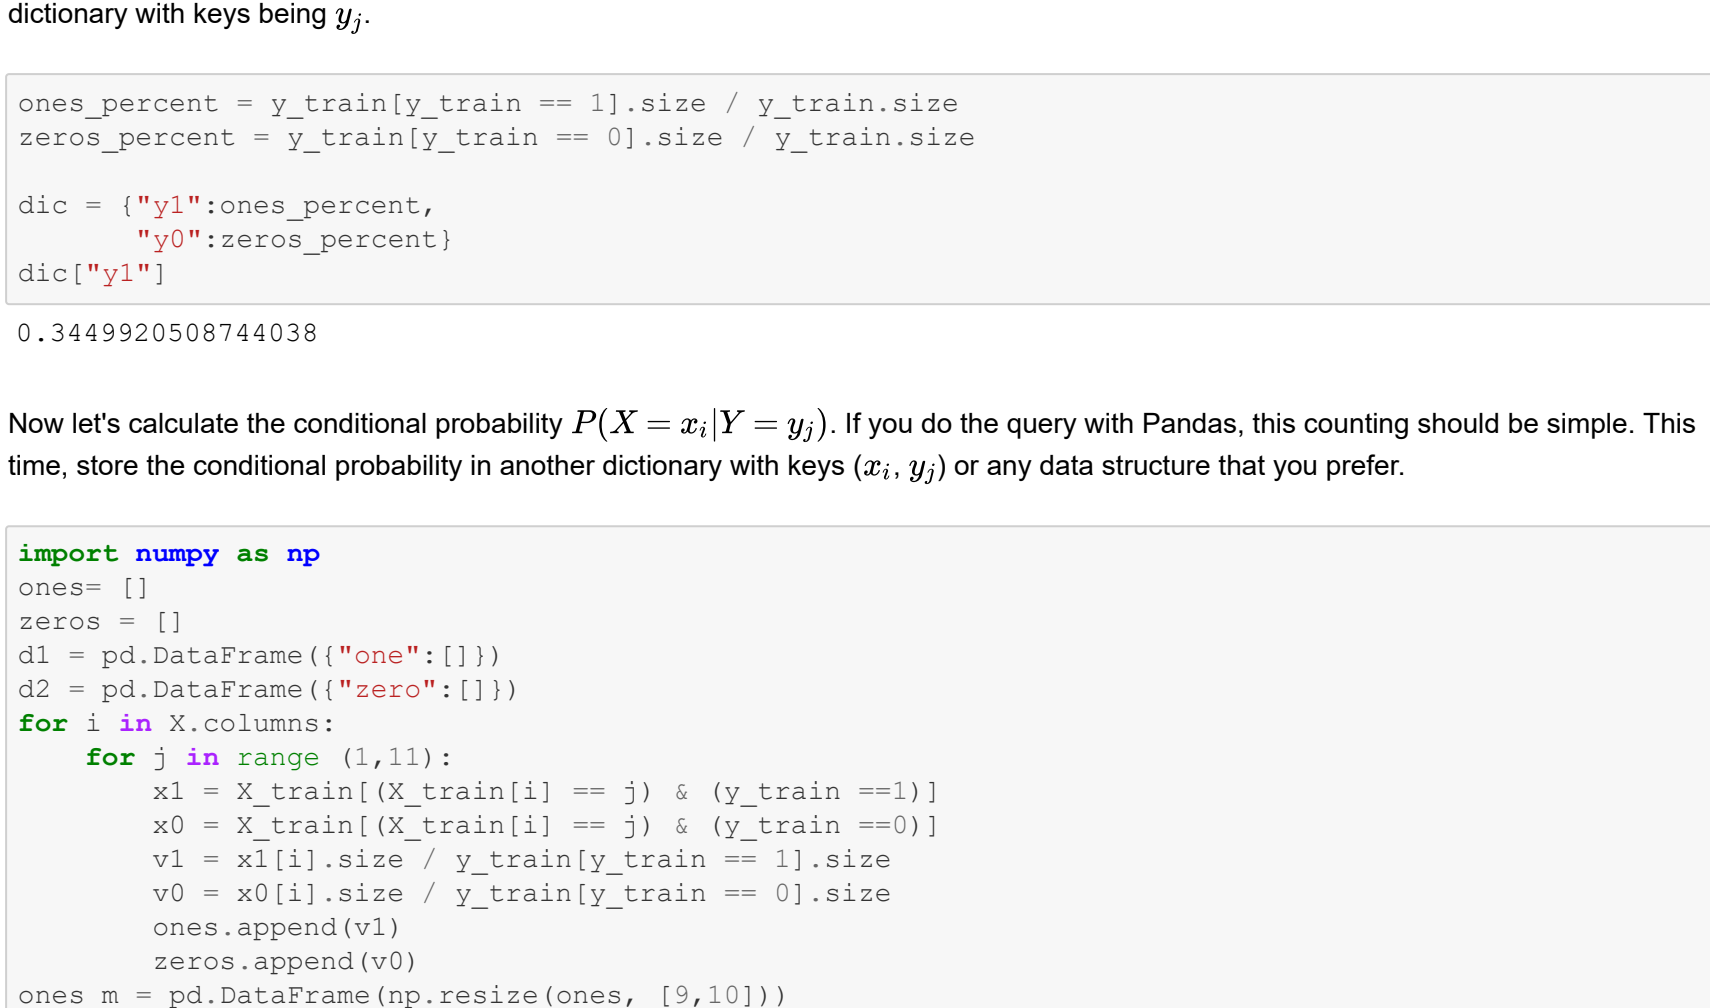 dictionary with keys being y_j.
ones_percent = y_train[y_train == 1].size / y_train.size
zeros_percent = y_train[y_train == 0].size / y_train.size
dic = {"y1":ones_percent,
       "y0":zeros_percent}
dic["y1"]
0.3449920508744038
Now let's calculate the conditional probability P(X = x_i|Y = y_j). If you do the query with Pandas, this counting should be simple. This
time, store the conditional probability in another dictionary with keys (x_i, y_j) or any data structure that you prefer.
import numpy as np
ones= []
zeros = []
d1 = pd.DataFrame({"one":[]})
d2 = pd.DataFrame({"zero":[]})
for i in X.columns:
    for j in range (1,11):
        x1 = X_train[(X_train[i] == j) & (y_train ==1)]
        x0 = X_train[(X_train[i] == j) & (y_train ==0)]
        v1 = x1[i].size / y_train[y_train == 1].size
        v0 = x0[i].size / y_train[y_train == 0].size
        ones.append(v1)
        zeros.append(v0)
ones_m = pd.DataFrame(np.resize(ones, [9,10]))